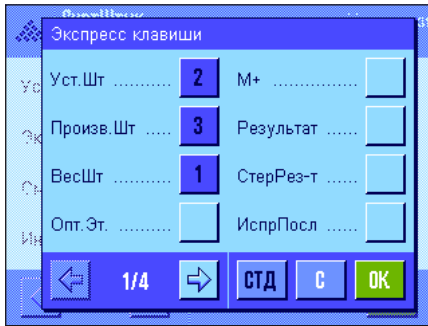 Экспресс клавиши
Уст.Шт .......... 2 М+ ....................
Произв.Шт ..... 3 Результат ......
ВесШт ........... 1 СтерРез-т .....
Опт.Эт. ........... ИспрПосл ......
1/4 СТД C OK